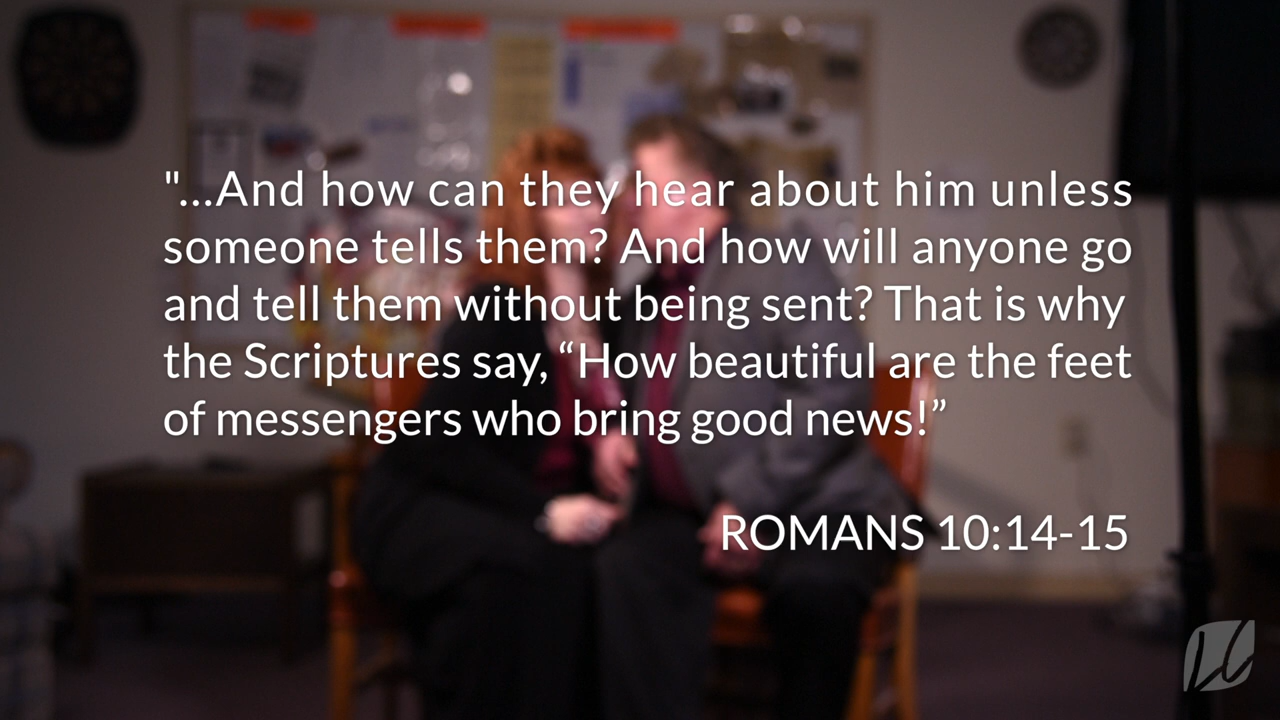 "...And how can they hear about him unless
someone tells them? And how will anyone go
and tell them without being sent? That is why
the Scriptures say, “How beautiful are the feet
of messengers who bring good news!”
ROMANS 10:14-15